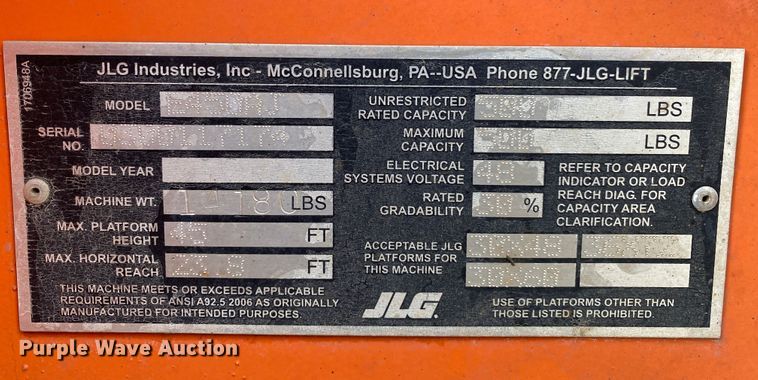 1706948A
JLG Industries, Inc - McConnellsburg, PA--USA Phone 877-JLG-LIFT
MODEL
SERIAL
NO.
MODEL YEAR
MACHINE WT. LBS
MAX. PLATFORM
HEIGHT 45 FT
MAX. HORIZONTAL
REACH FT
THIS MACHINE MEETS OR EXCEEDS APPLICABLE
REQUIREMENTS OF ANSI A92.5 2006 AS ORIGINALLY
MANUFACTURED FOR INTENDED PURPOSES.
UNRESTRICTED
RATED CAPACITY LBS
MAXIMUM
CAPACITY LBS
ELECTRICAL
SYSTEMS VOLTAGE 48
RATED
GRADABILITY %
REFER TO CAPACITY
INDICATOR OR LOAD
REACH DIAG. FOR
CAPACITY AREA
CLARIFICATION.
ACCEPTABLE JLG
PLATFORMS FOR
THIS MACHINE
JLG
USE OF PLATFORMS OTHER THAN
THOSE LISTED IS PROHIBITED.
Purple Wave Auction